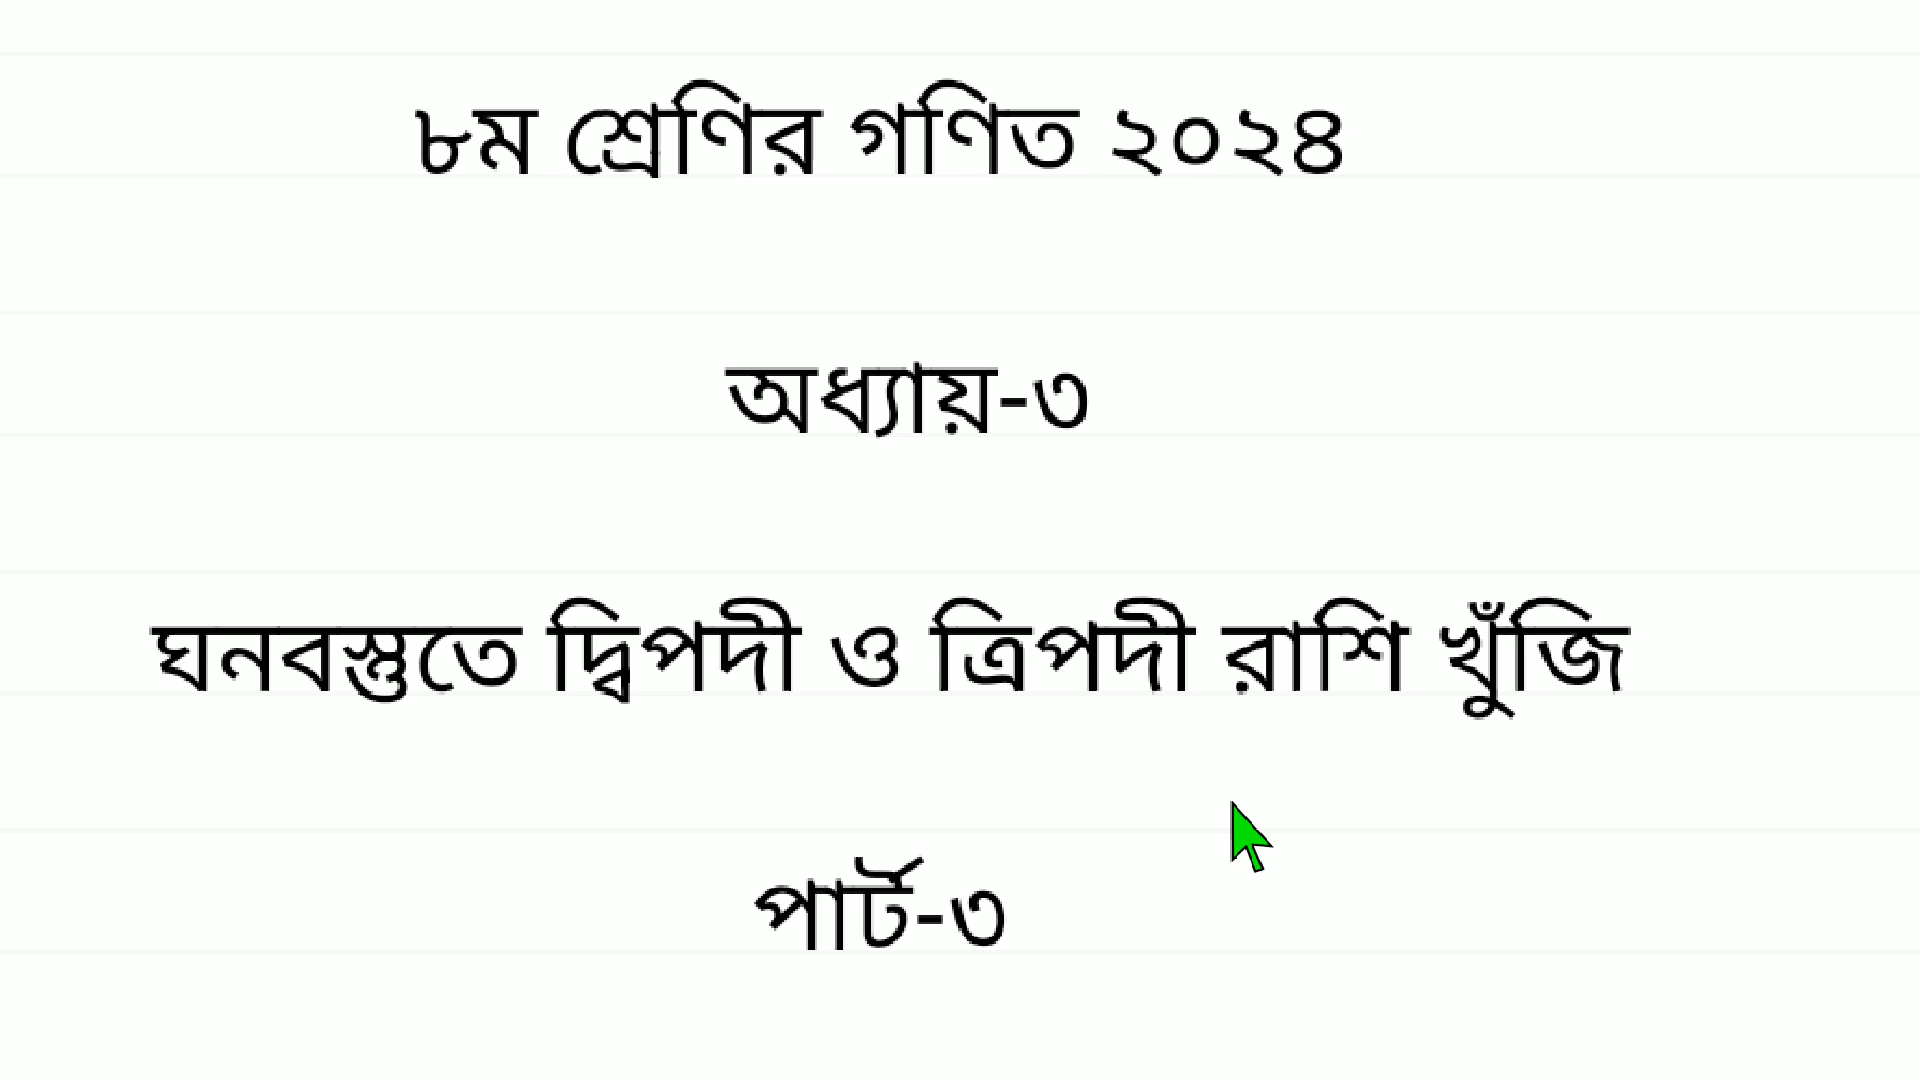 ৮ম শ্রেণির গণিত ২০২৪
অধ্যায়-৩
ঘনবস্তুতে দ্বিপদী ও ত্রিপদী রাশি খুঁজি
পার্ট-৩